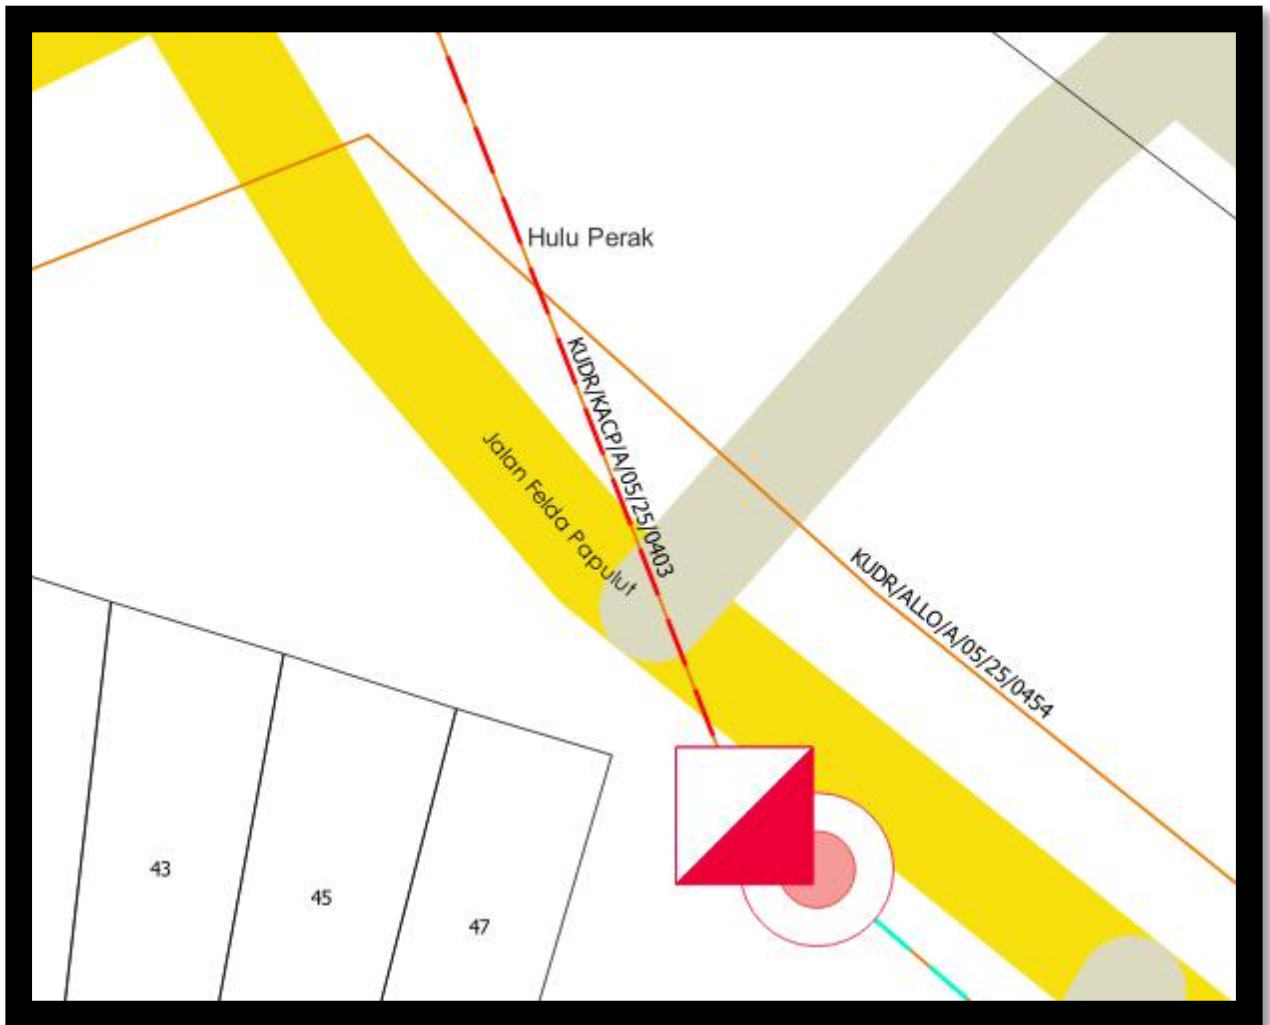 Hulu Perak
KUDR/KACP/A/05/25/0403
Jalan Felda Papulut
KUDR/ALLO/A/05/25/0454
43
45
47